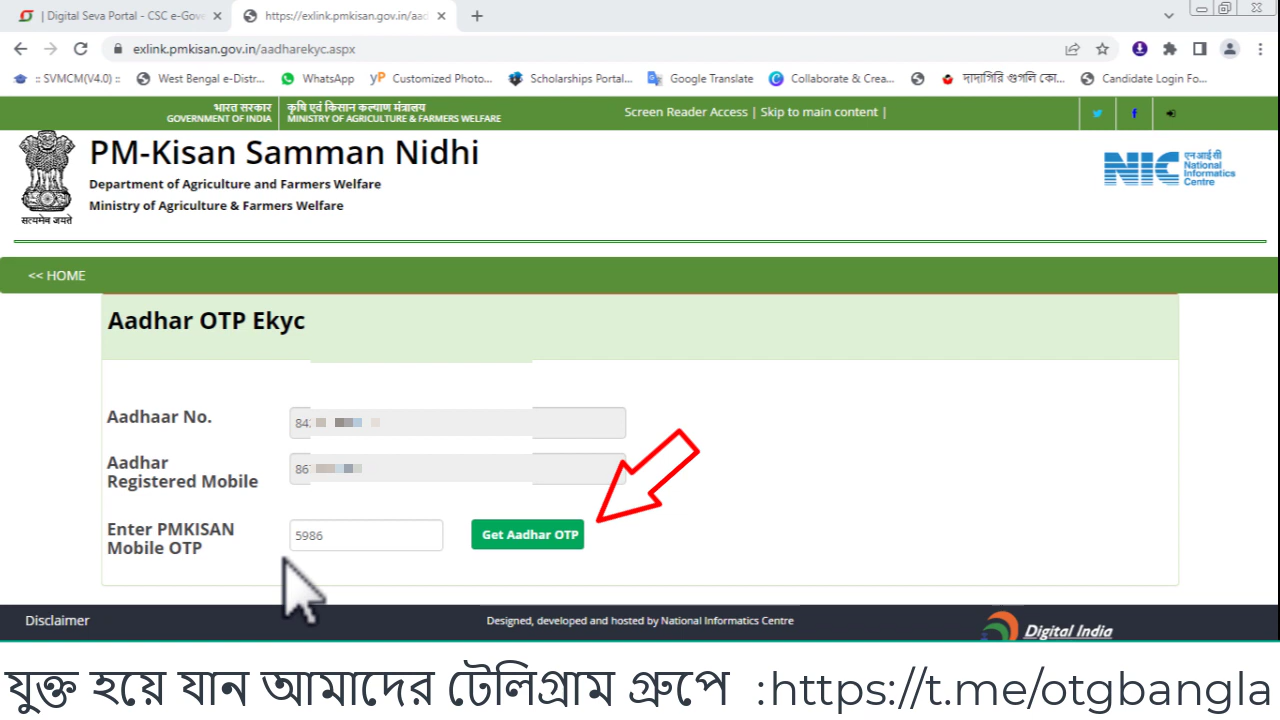 | Digital Seva Portal - CSC e-Gove
https://exlink.pmkisan.gov.in/aad
exlink.pmkisan.gov.in/aadharekyc.aspx
:: SVMCM(V4.0) ::
West Bengal e-Distr...
WhatsApp
yP Customized Photo...
Scholarships Portal...
Google Translate
Collaborate & Crea...
দাদাগিরি গুগলি কো...
Candidate Login Fo...
भारत सरकार
GOVERNMENT OF INDIA
कृषि एवं किसान कल्याण मंत्रालय
MINISTRY OF AGRICULTURE & FARMERS WELFARE
Screen Reader Access | Skip to main content |
PM-Kisan Samman Nidhi
Department of Agriculture and Farmers Welfare
Ministry of Agriculture & Farmers Welfare
सत्यमेव जयते
NIC
एन आई सी
National
Informatics
Centre
<< HOME
Aadhar OTP Ekyc
Aadhaar No.
84
Aadhar
Registered Mobile
86
Enter PMKISAN
Mobile OTP
5986
Get Aadhar OTP
Disclaimer
Designed, developed and hosted by National Informatics Centre
Digital India
যুক্ত হয়ে যান আমাদের টেলিগ্রাম গ্রুপে :https://t.me/otgbangla